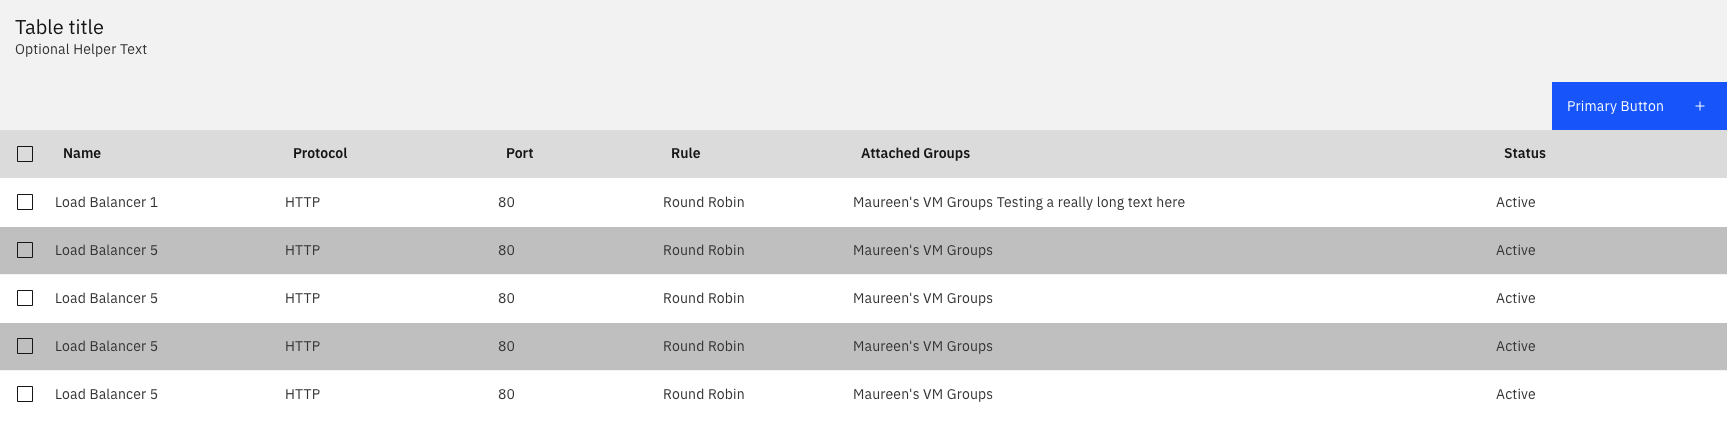 Table title
Optional Helper Text
Primary Button +
Name Protocol Port Rule Attached Groups Status
Load Balancer 1 HTTP 80 Round Robin Maureen's VM Groups Testing a really long text here Active
Load Balancer 5 HTTP 80 Round Robin Maureen's VM Groups Active
Load Balancer 5 HTTP 80 Round Robin Maureen's VM Groups Active
Load Balancer 5 HTTP 80 Round Robin Maureen's VM Groups Active
Load Balancer 5 HTTP 80 Round Robin Maureen's VM Groups Active